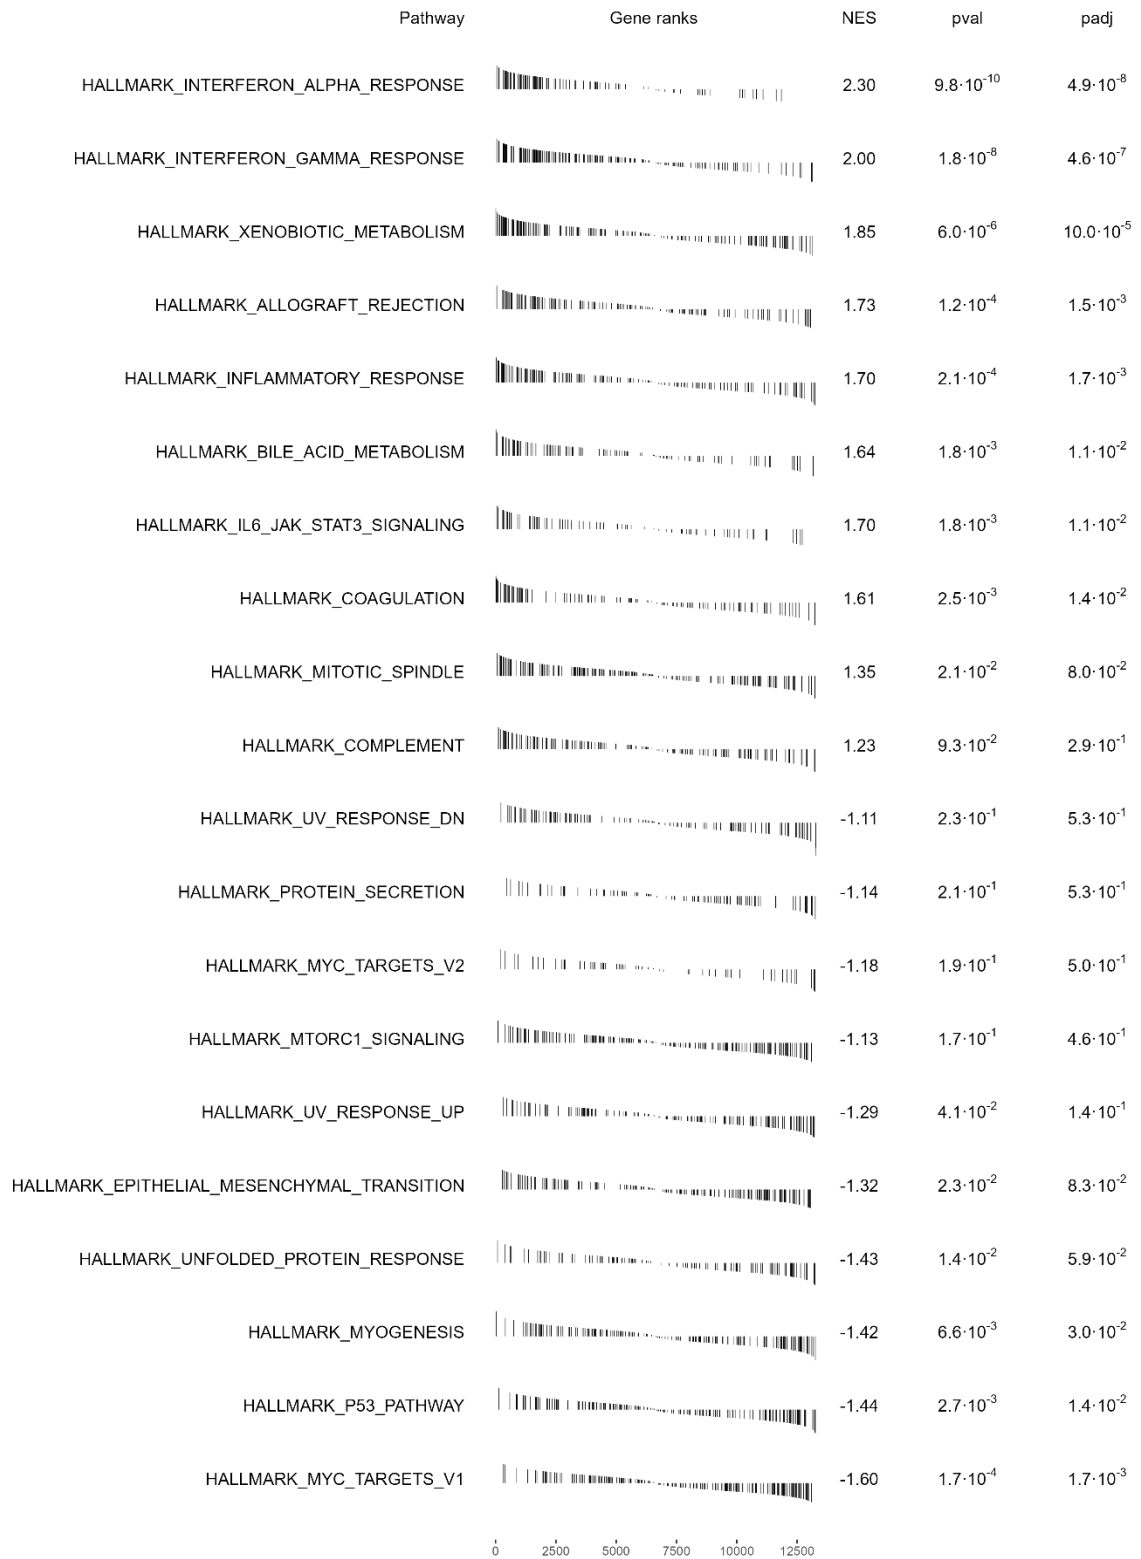 Pathway Gene ranks NES pval padj
HALLMARK_INTERFERON_ALPHA_RESPONSE 2.30 9.8·10⁻¹⁰ 4.9·10⁻⁸
HALLMARK_INTERFERON_GAMMA_RESPONSE 2.00 1.8·10⁻⁸ 4.6·10⁻⁷
HALLMARK_XENOBIOTIC_METABOLISM 1.85 6.0·10⁻⁶ 10.0·10⁻⁵
HALLMARK_ALLOGRAFT_REJECTION 1.73 1.2·10⁻⁴ 1.5·10⁻³
HALLMARK_INFLAMMATORY_RESPONSE 1.70 2.1·10⁻⁴ 1.7·10⁻³
HALLMARK_BILE_ACID_METABOLISM 1.64 1.8·10⁻³ 1.1·10⁻²
HALLMARK_IL6_JAK_STAT3_SIGNALING 1.70 1.8·10⁻³ 1.1·10⁻²
HALLMARK_COAGULATION 1.61 2.5·10⁻³ 1.4·10⁻²
HALLMARK_MITOTIC_SPINDLE 1.35 2.1·10⁻² 8.0·10⁻²
HALLMARK_COMPLEMENT 1.23 9.3·10⁻² 2.9·10⁻¹
HALLMARK_UV_RESPONSE_DN -1.11 2.3·10⁻¹ 5.3·10⁻¹
HALLMARK_PROTEIN_SECRETION -1.14 2.1·10⁻¹ 5.3·10⁻¹
HALLMARK_MYC_TARGETS_V2 -1.18 1.9·10⁻¹ 5.0·10⁻¹
HALLMARK_MTORC1_SIGNALING -1.13 1.7·10⁻¹ 4.6·10⁻¹
HALLMARK_UV_RESPONSE_UP -1.29 4.1·10⁻² 1.4·10⁻¹
HALLMARK_EPITHELIAL_MESENCHYMAL_TRANSITION -1.32 2.3·10⁻² 8.3·10⁻²
HALLMARK_UNFOLDED_PROTEIN_RESPONSE -1.43 1.4·10⁻² 5.9·10⁻²
HALLMARK_MYOGENESIS -1.42 6.6·10⁻³ 3.0·10⁻²
HALLMARK_P53_PATHWAY -1.44 2.7·10⁻³ 1.4·10⁻²
HALLMARK_MYC_TARGETS_V1 -1.60 1.7·10⁻⁴ 1.7·10⁻³
0 2500 5000 7500 10000 12500